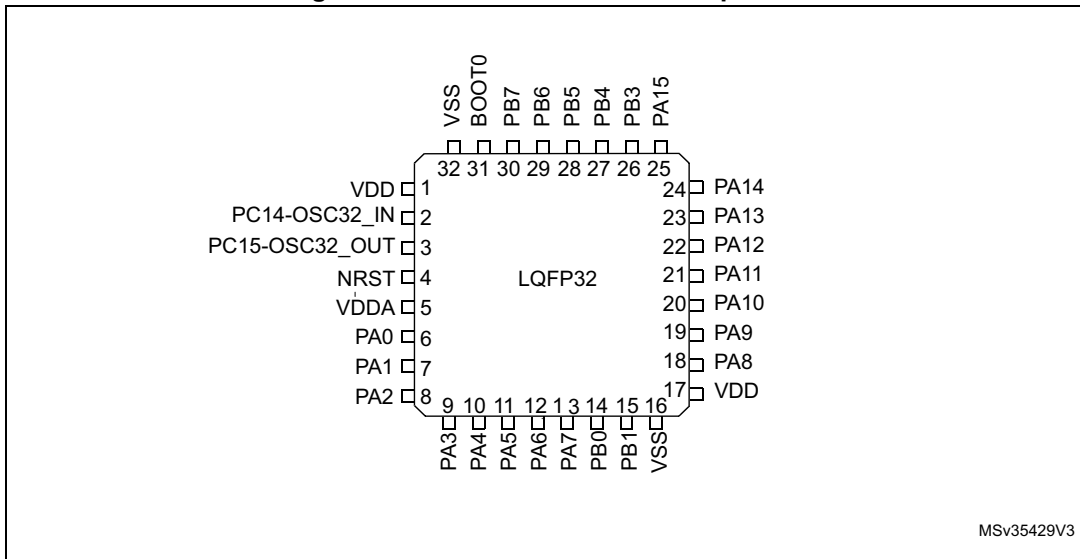 VSS
BOOT0
PB7
PB6
PB5
PB4
PB3
PA15
32 31 30 29 28 27 26 25
VDD 1
PC14-OSC32_IN 2
PC15-OSC32_OUT 3
NRST 4
VDDA 5
PA0 6
PA1 7
PA2 8
LQFP32
24 PA14
23 PA13
22 PA12
21 PA11
20 PA10
19 PA9
18 PA8
17 VDD
9 10 11 12 13 14 15 16
PA3
PA4
PA5
PA6
PA7
PB0
PB1
VSS
MSv35429V3